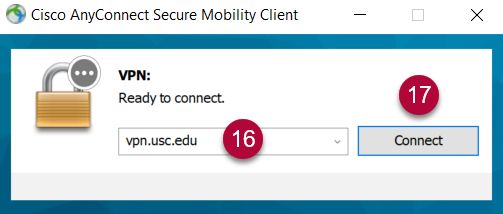 Cisco AnyConnect Secure Mobility Client
VPN:
Ready to connect.
17
vpn.usc.edu
16
Connect